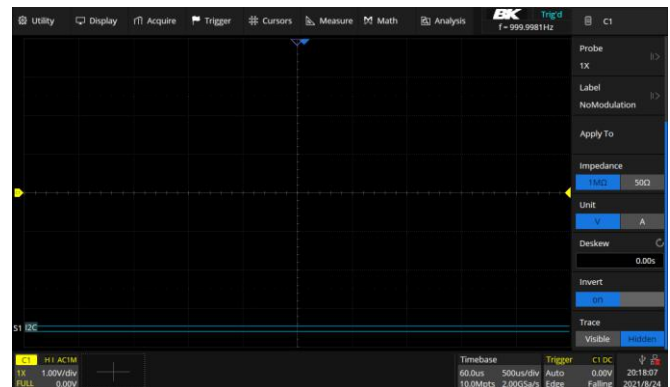 Utility Display Acquire Trigger Cursors Measure Math Analysis BK Trig'd C1
f = 999.9981Hz
Probe
1X
Label
NoModulation
Apply To
Impedance
1MΩ 50Ω
Unit
V A
Deskew
0.00s
Invert
on
Trace
Visible Hidden
S1 I2C
C1 H I AC1M
1X 1.00V/div
FULL 0.00V
Timebase
60.0us 500us/div
10.0Mpts 2.00GSa/s
Trigger C1 DC
Auto 0.00V
Edge Falling
20:18:07
2021/8/24